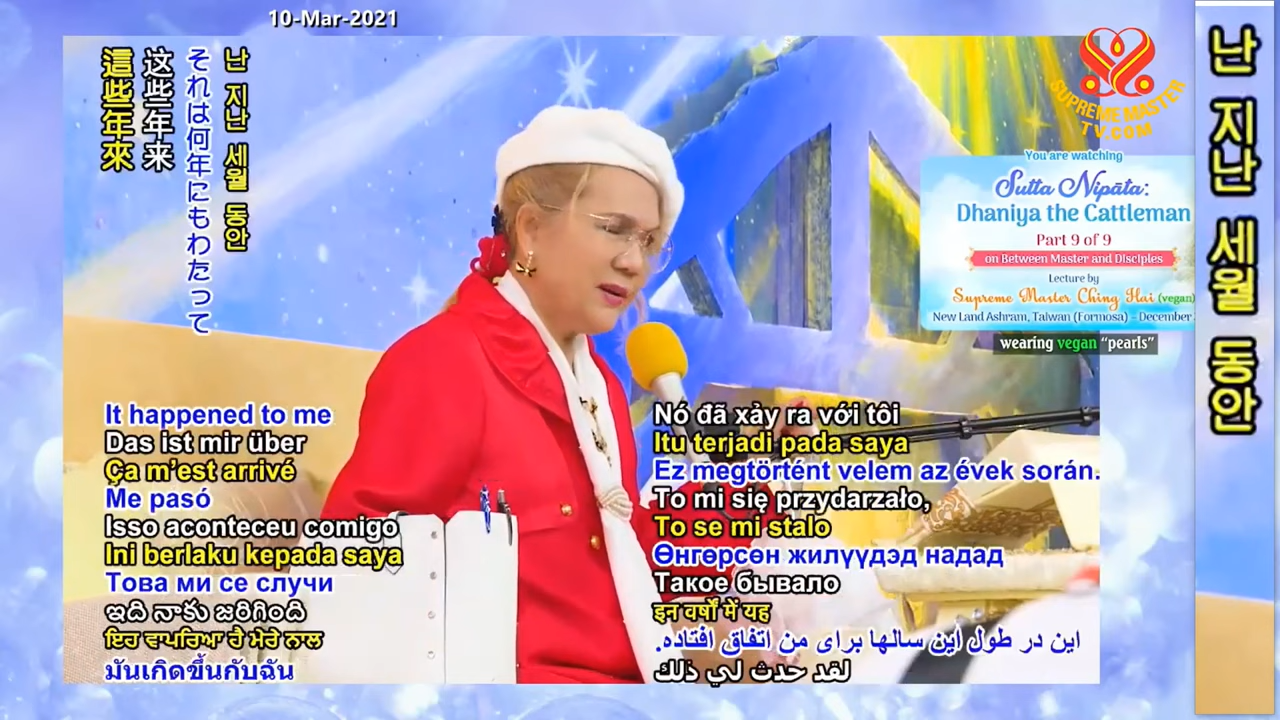 10-Mar-2021
난 지난 세월 동안
それは何年にもわたって
这些年来
這些年來
SUPREME MASTER
TV.COM
You are watching
Sutta Nipāta:
Dhaniya the Cattleman
Part 9 of 9
on Between Master and Disciples
Lecture by
Supreme Master Ching Hai (vegan)
New Land Ashram, Taiwan (Formosa) - December
wearing vegan “pearls”
It happened to me
Das ist mir über
Ça m’est arrivé
Me pasó
Isso aconteceu comigo
Ini berlaku kepada saya
Това ми се случи
ఇది నాకు జరిగింది
ਇਹ ਵਾਪਰਿਆ ਹੈ ਮੇਰੇ ਨਾਲ
มันเกิดขึ้นกับฉัน
Nó đã xảy ra với tôi
Itu terjadi pada saya
Ez megtörtént velem az évek során.
To mi się przydarzało,
To se mi stalo
Өнгөрсөн жилүүдэд надад
Такое бывало
इन वर्षों में यह
این در طول این سالها برای من اتفاق افتاده.
لقد حدث لي ذلك
난 지난 세월 동안